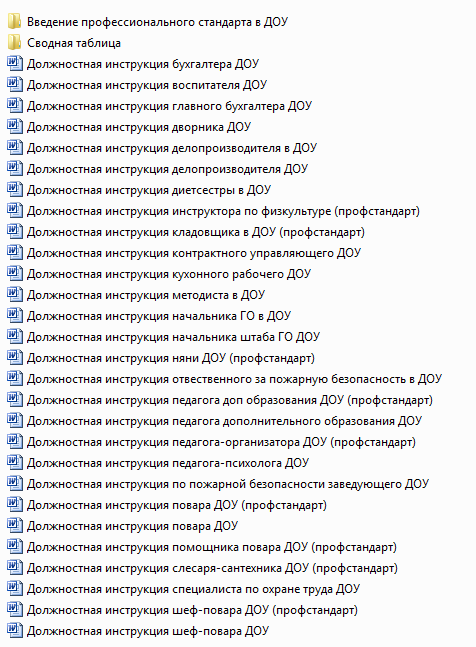 Введение профессионального стандарта в ДОУ
Сводная таблица
Должностная инструкция бухгалтера ДОУ
Должностная инструкция воспитателя ДОУ
Должностная инструкция главного бухгалтера ДОУ
Должностная инструкция дворника ДОУ
Должностная инструкция делопроизводителя в ДОУ
Должностная инструкция делопроизводителя ДОУ
Должностная инструкция диетсестры в ДОУ
Должностная инструкция инструктора по физкультуре (профстандарт)
Должностная инструкция кладовщика в ДОУ (профстандарт)
Должностная инструкция контрактного управляющего ДОУ
Должностная инструкция кухонного рабочего ДОУ
Должностная инструкция методиста в ДОУ
Должностная инструкция начальника ГО в ДОУ
Должностная инструкция начальника штаба ГО ДОУ
Должностная инструкция няни ДОУ (профстандарт)
Должностная инструкция отвественного за пожарную безопасность в ДОУ
Должностная инструкция педагога доп образования ДОУ (профстандарт)
Должностная инструкция педагога дополнительного образования ДОУ
Должностная инструкция педагога-организатора ДОУ (профстандарт)
Должностная инструкция педагога-психолога ДОУ
Должностная инструкция по пожарной безопасности заведующего ДОУ
Должностная инструкция повара ДОУ (профстандарт)
Должностная инструкция повара ДОУ
Должностная инструкция помощника повара ДОУ (профстандарт)
Должностная инструкция слесаря-сантехника ДОУ (профстандарт)
Должностная инструкция специалиста по охране труда ДОУ
Должностная инструкция шеф-повара ДОУ (профстандарт)
Должностная инструкция шеф-повара ДОУ